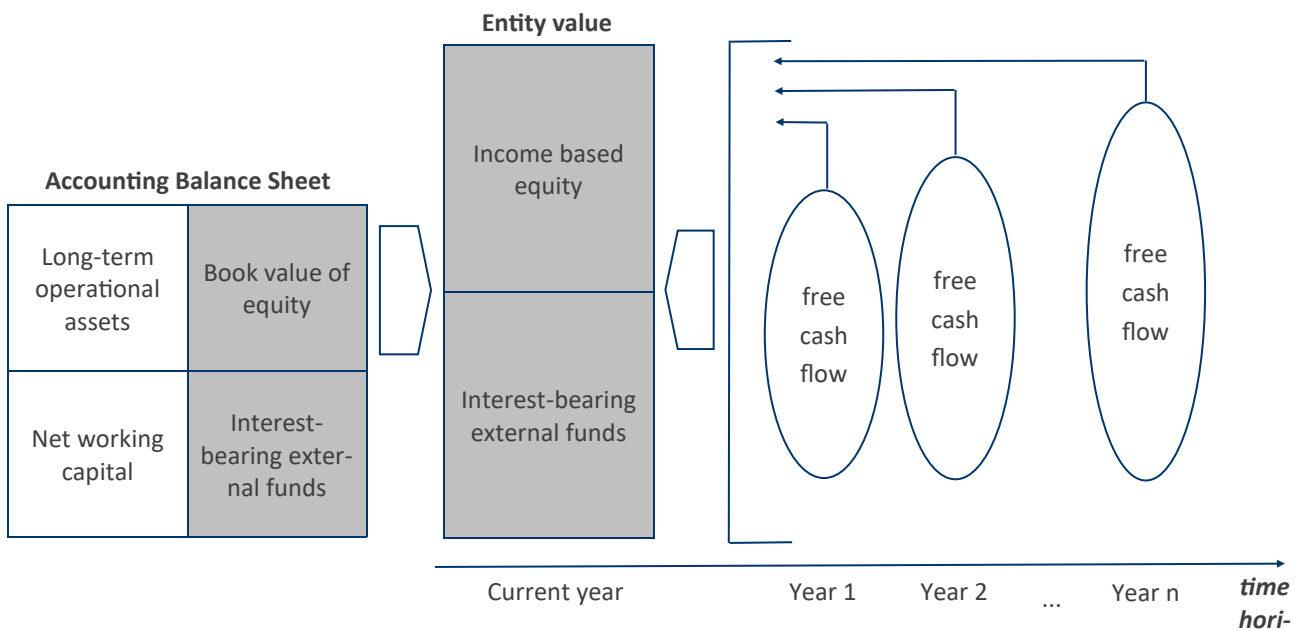 Entity value
Accounting Balance Sheet
Long-term
operational
assets
Book value of
equity
Net working
capital
Interest-
bearing exter-
nal funds
Income based
equity
Interest-bearing
external funds
free
cash
flow
free
cash
flow
free
cash
flow
Current year
Year 1
Year 2
...
Year n
time
hori-